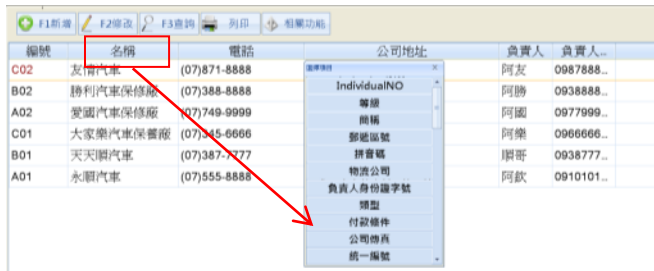 F1新增 F2修改 F3查詢 列印 相關功能
編號 名稱 電話 公司地址 負責人 負責人...
C02 友情汽車 (07)871-8888 阿友 0987888...
B02 勝利汽車保修廠 (07)388-8888 阿勝 0938888...
A02 愛國汽車保修廠 (07)749-9999 阿國 0977999...
C01 大家樂汽車保養廠 (07)345-6666 阿樂 0966666...
B01 天天順汽車 (07)387-7777 順哥 0938777...
A01 永順汽車 (07)555-8888 阿欽 0910101...
選擇欄位
IndividualNO
等級
簡稱
郵遞區號
拼音碼
物流公司
負責人身份證字號
類型
付款條件
公司傳真
統一編號